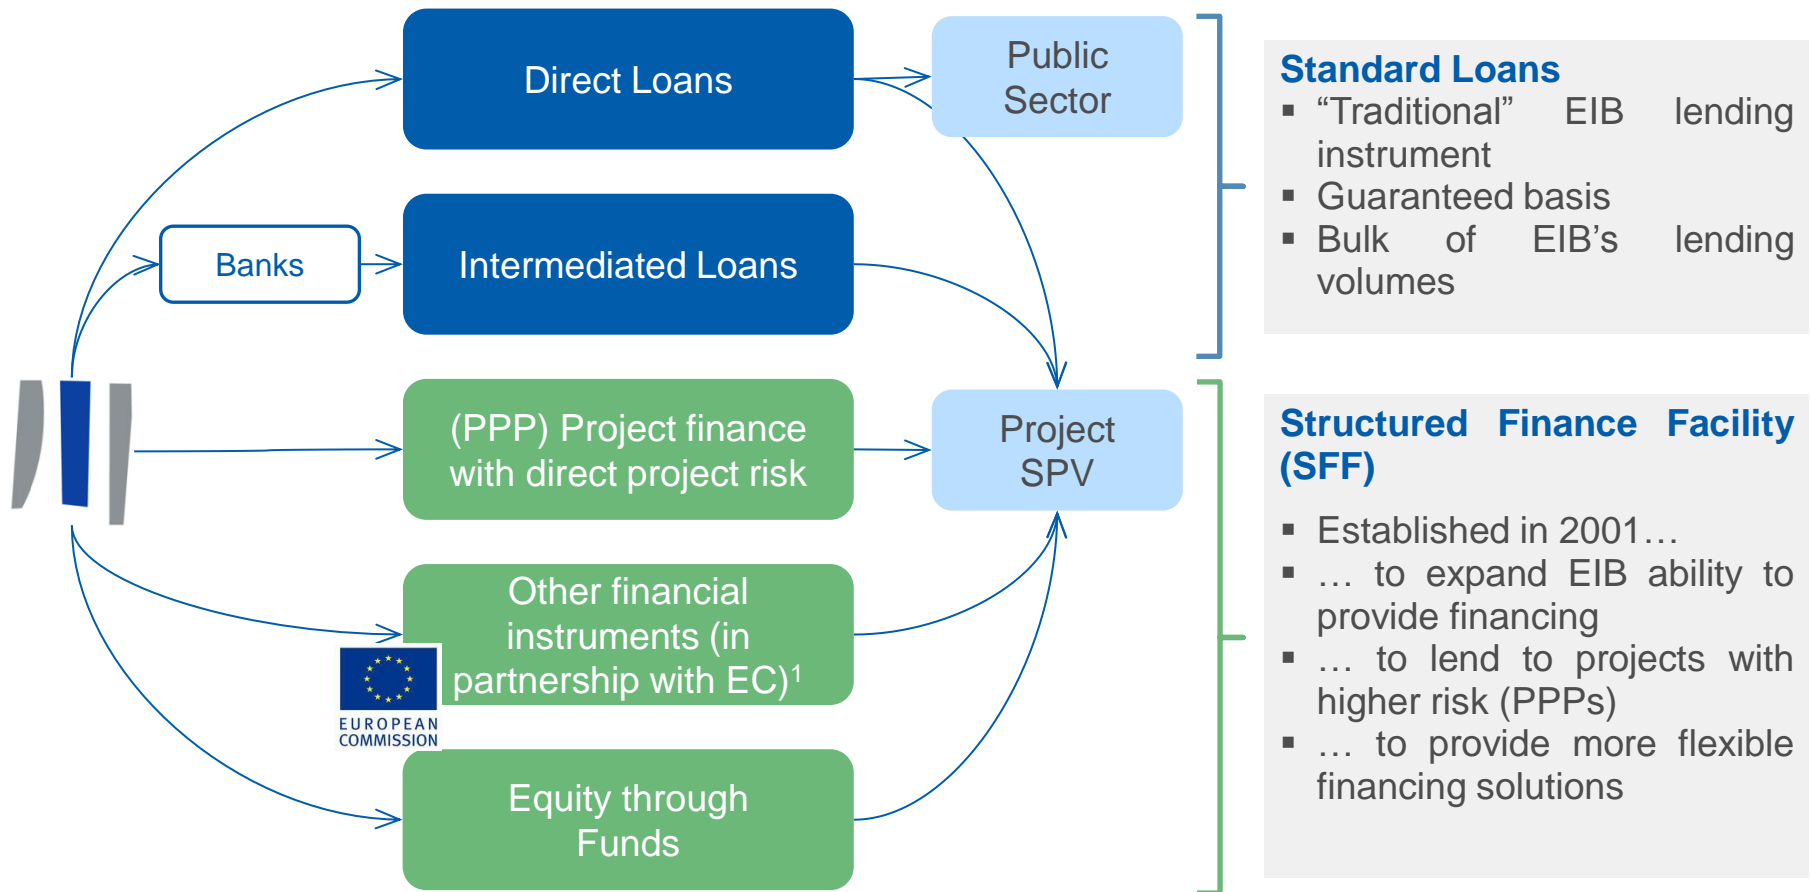 Direct Loans
Public
Sector
Banks
Intermediated Loans
(PPP) Project finance
with direct project risk
Project
SPV
Other financial
instruments (in
partnership with EC)¹
EUROPEAN
COMMISSION
Equity through
Funds
Standard Loans
▪ “Traditional” EIB lending
instrument
▪ Guaranteed basis
▪ Bulk of EIB’s lending
volumes
Structured Finance Facility
(SFF)
▪ Established in 2001…
▪ … to expand EIB ability to
provide financing
▪ … to lend to projects with
higher risk (PPPs)
▪ … to provide more flexible
financing solutions